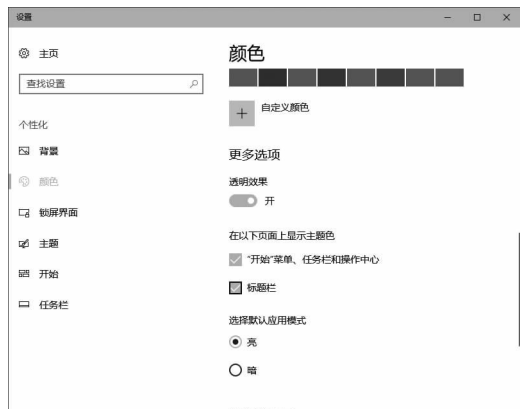 设置
主页
查找设置
个性化
背景
颜色
锁屏界面
主题
开始
任务栏
颜色
自定义颜色
更多选项
透明效果
开
在以下页面上显示主题色
"开始"菜单、任务栏和操作中心
标题栏
选择默认应用模式
亮
暗